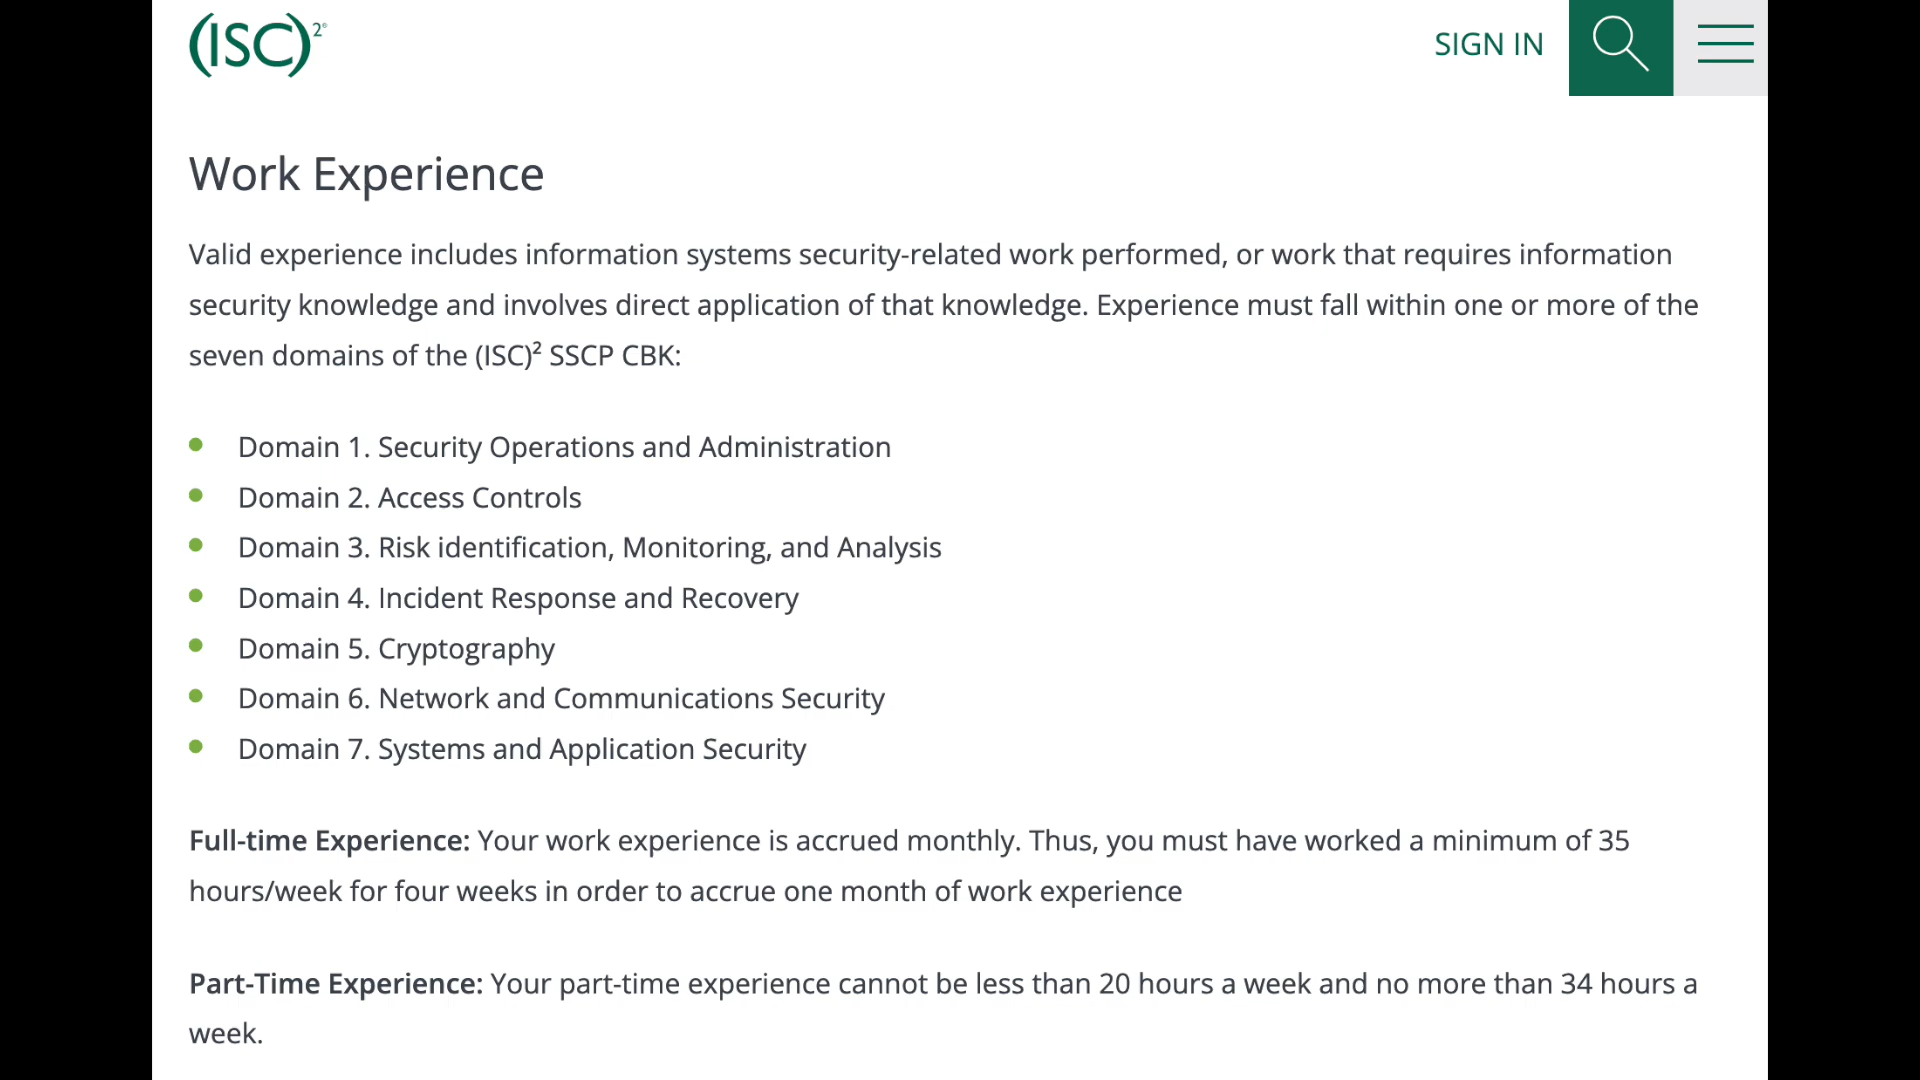 (ISC)²®
SIGN IN
Work Experience
Valid experience includes information systems security-related work performed, or work that requires information
security knowledge and involves direct application of that knowledge. Experience must fall within one or more of the
seven domains of the (ISC)² SSCP CBK:
Domain 1. Security Operations and Administration
Domain 2. Access Controls
Domain 3. Risk identification, Monitoring, and Analysis
Domain 4. Incident Response and Recovery
Domain 5. Cryptography
Domain 6. Network and Communications Security
Domain 7. Systems and Application Security
Full-time Experience: Your work experience is accrued monthly. Thus, you must have worked a minimum of 35
hours/week for four weeks in order to accrue one month of work experience
Part-Time Experience: Your part-time experience cannot be less than 20 hours a week and no more than 34 hours a
week.